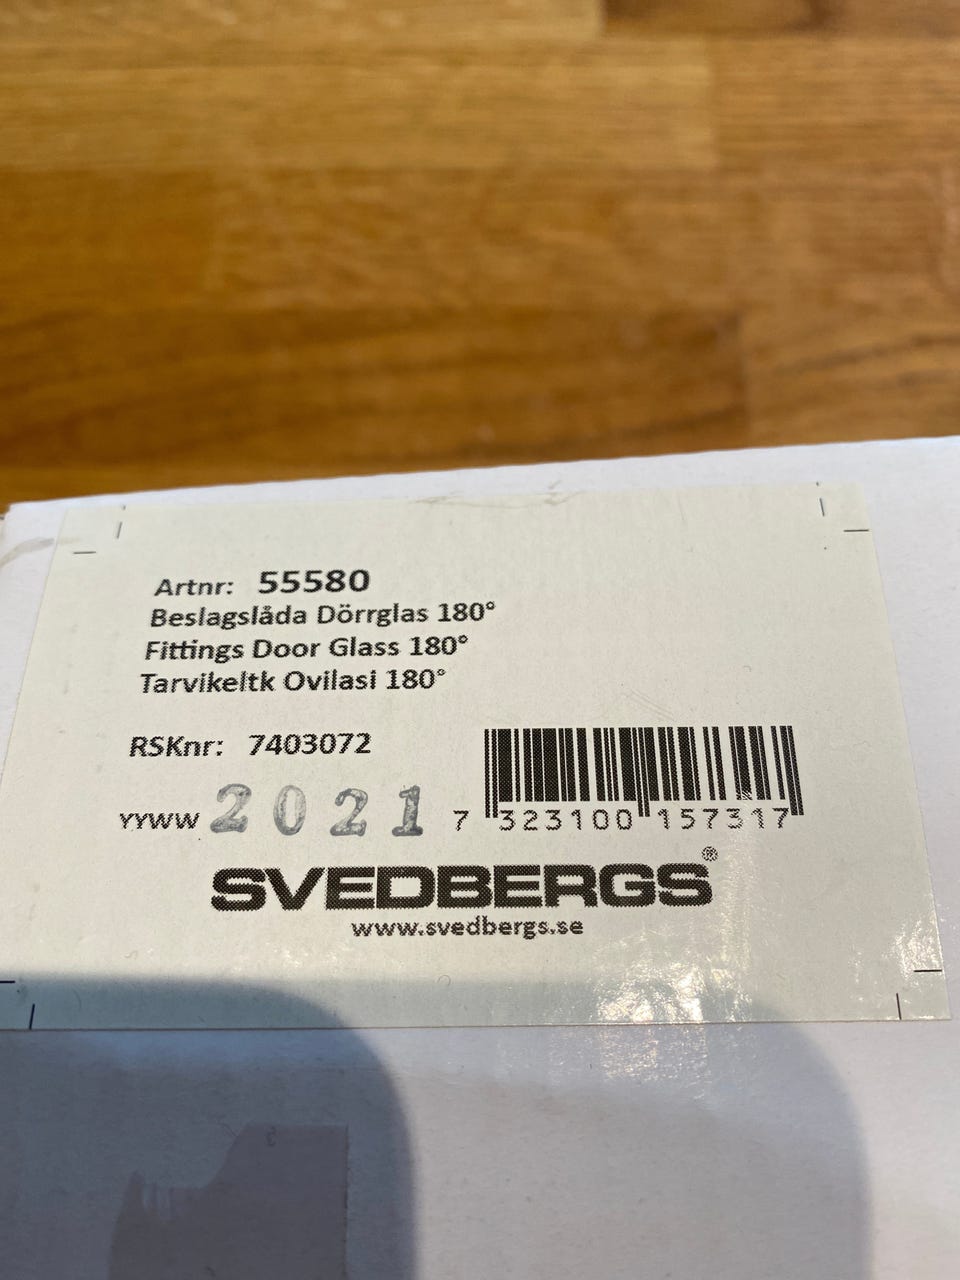 Artnr: 55580
Beslagslåda Dörrglas 180°
Fittings Door Glass 180°
Tarvikeltk Ovilasi 180°
RSKnr: 7403072
YYWW 2021
7 323100 157317
SVEDBERGS®
www.svedbergs.se